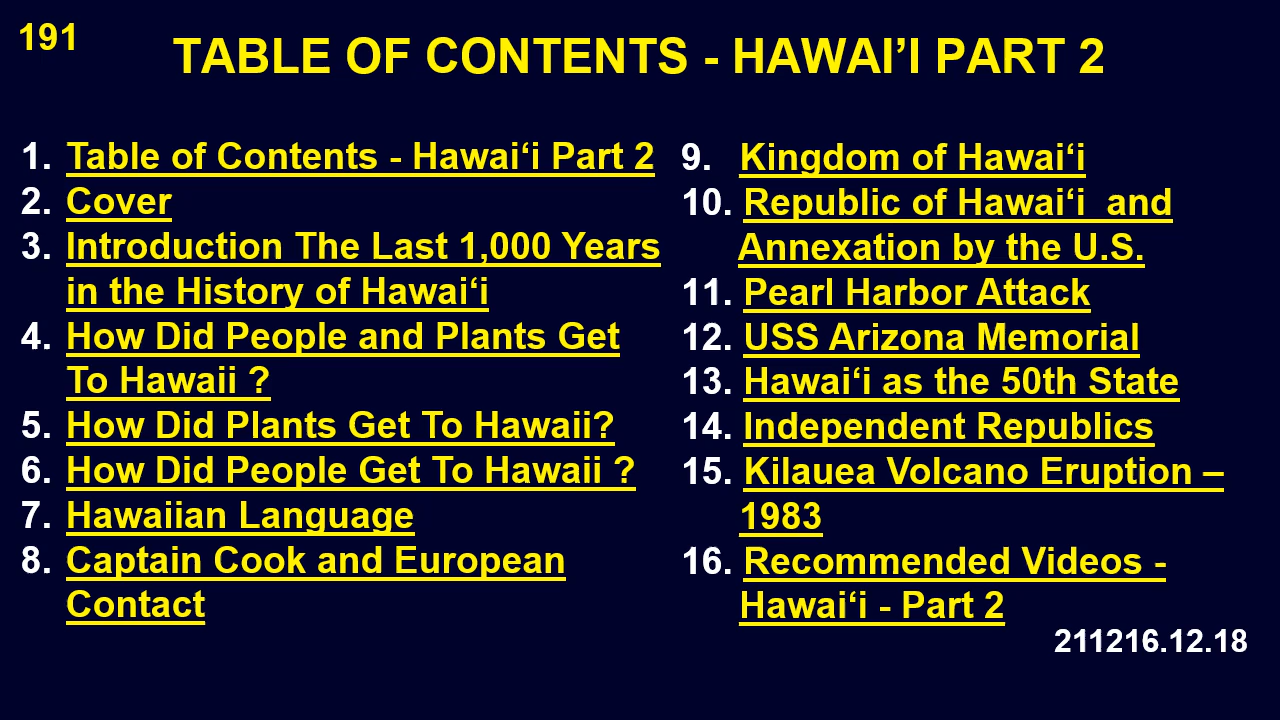 191
TABLE OF CONTENTS - HAWAI’I PART 2
1. Table of Contents - Hawai‘i Part 2
2. Cover
3. Introduction The Last 1,000 Years
in the History of Hawai‘i
4. How Did People and Plants Get
To Hawaii ?
5. How Did Plants Get To Hawaii?
6. How Did People Get To Hawaii ?
7. Hawaiian Language
8. Captain Cook and European
Contact
9. Kingdom of Hawai‘i
10. Republic of Hawai‘i  and
Annexation by the U.S.
11. Pearl Harbor Attack
12. USS Arizona Memorial
13. Hawai‘i as the 50th State
14. Independent Republics
15. Kilauea Volcano Eruption –
1983
16. Recommended Videos -
Hawai‘i - Part 2
211216.12.18